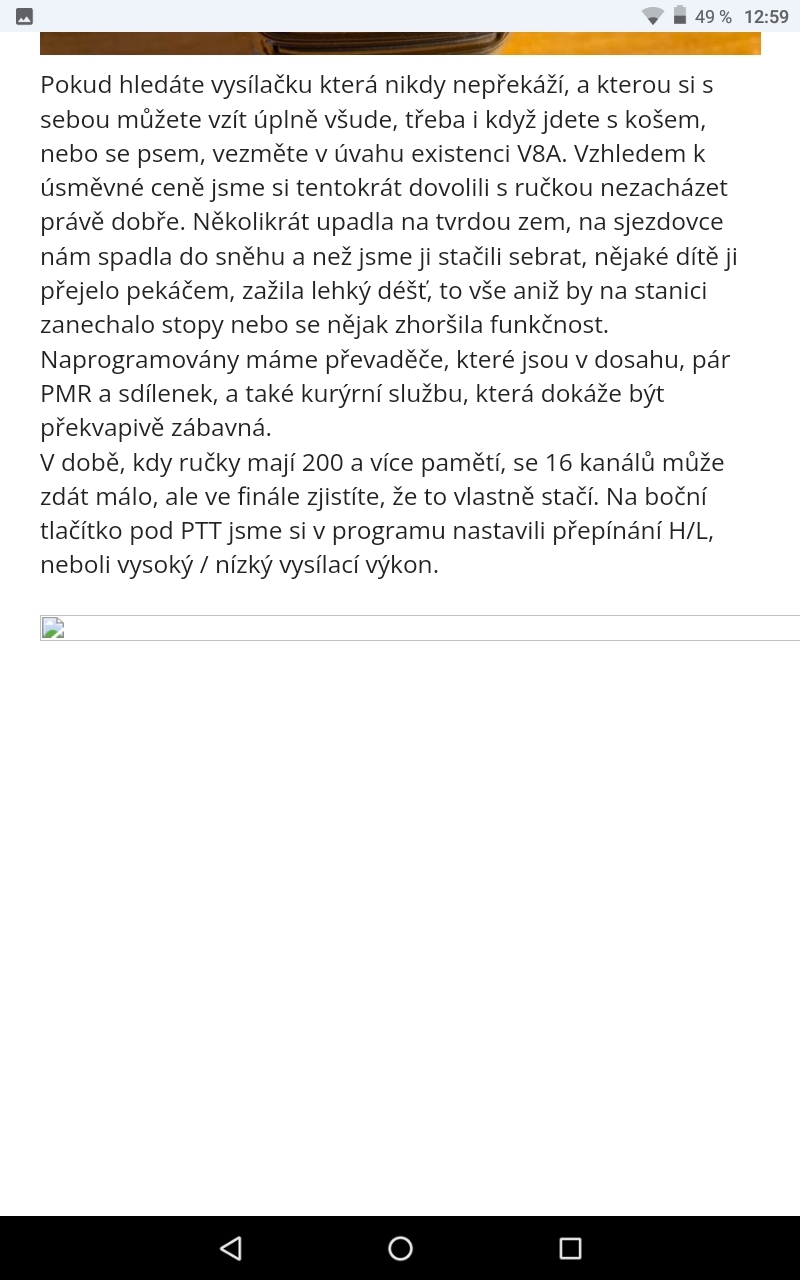 49 % 12:59
Pokud hledáte vysílačku která nikdy nepřekáží, a kterou si s
sebou můžete vzít úplně všude, třeba i když jdete s košem,
nebo se psem, vezměte v úvahu existenci V8A. Vzhledem k
úsměvné ceně jsme si tentokrát dovolili s ručkou nezacházet
právě dobře. Několikrát upadla na tvrdou zem, na sjezdovce
nám spadla do sněhu a než jsme ji stačili sebrat, nějaké dítě ji
přejelo pekáčem, zažila lehký déšť, to vše aniž by na stanici
zanechalo stopy nebo se nějak zhoršila funkčnost.
Naprogramovány máme převaděče, které jsou v dosahu, pár
PMR a sdílenek, a také kurýrní službu, která dokáže být
překvapivě zábavná.
V době, kdy ručky mají 200 a více pamětí, se 16 kanálů může
zdát málo, ale ve finále zjistíte, že to vlastně stačí. Na boční
tlačítko pod PTT jsme si v programu nastavili přepínání H/L,
neboli vysoký / nízký vysílací výkon.